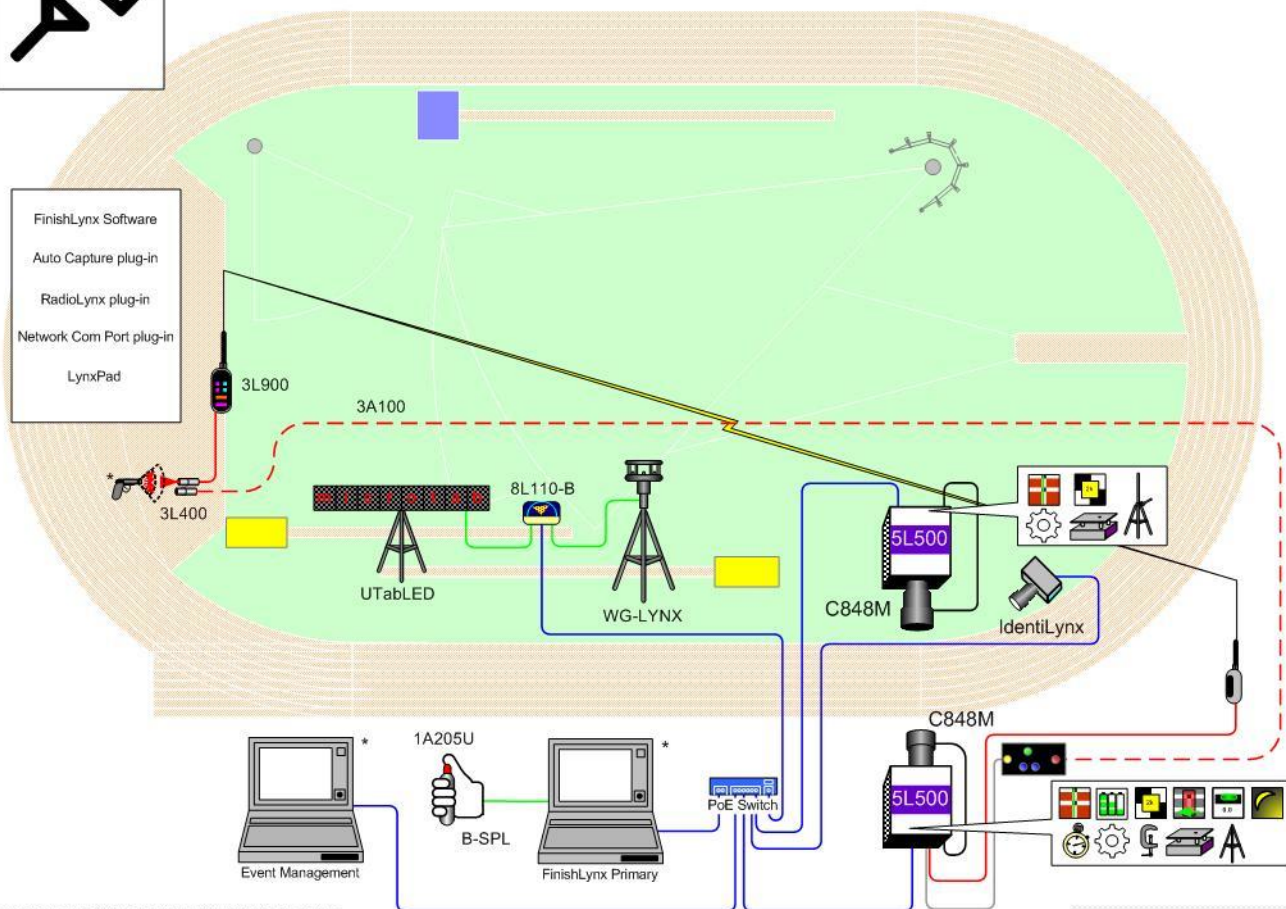 FinishLynx Software
Auto Capture plug-in
RadioLynx plug-in
Network Com Port plug-in
LynxPad
3L900
3A100
*
3L400
8L110-B
UTabLED
WG-LYNX
5L500
C848M
IdentiLynx
C848M
*
1A205U
*
PoE Switch
5L500
B-SPL
Event Management
FinishLynx Primary